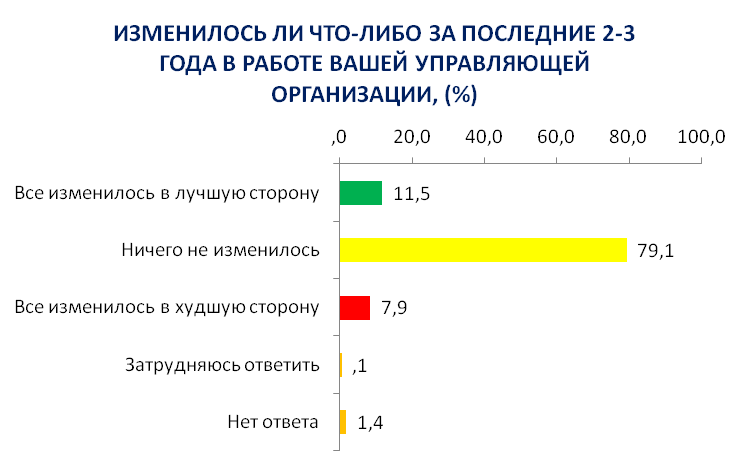 ИЗМЕНИЛОСЬ ЛИ ЧТО-ЛИБО ЗА ПОСЛЕДНИЕ 2-3
ГОДА В РАБОТЕ ВАШЕЙ УПРАВЛЯЮЩЕЙ
ОРГАНИЗАЦИИ, (%)
,0 20,0 40,0 60,0 80,0 100,0
Все изменилось в лучшую сторону 11,5
Ничего не изменилось 79,1
Все изменилось в худшую сторону 7,9
Затрудняюсь ответить ,1
Нет ответа 1,4